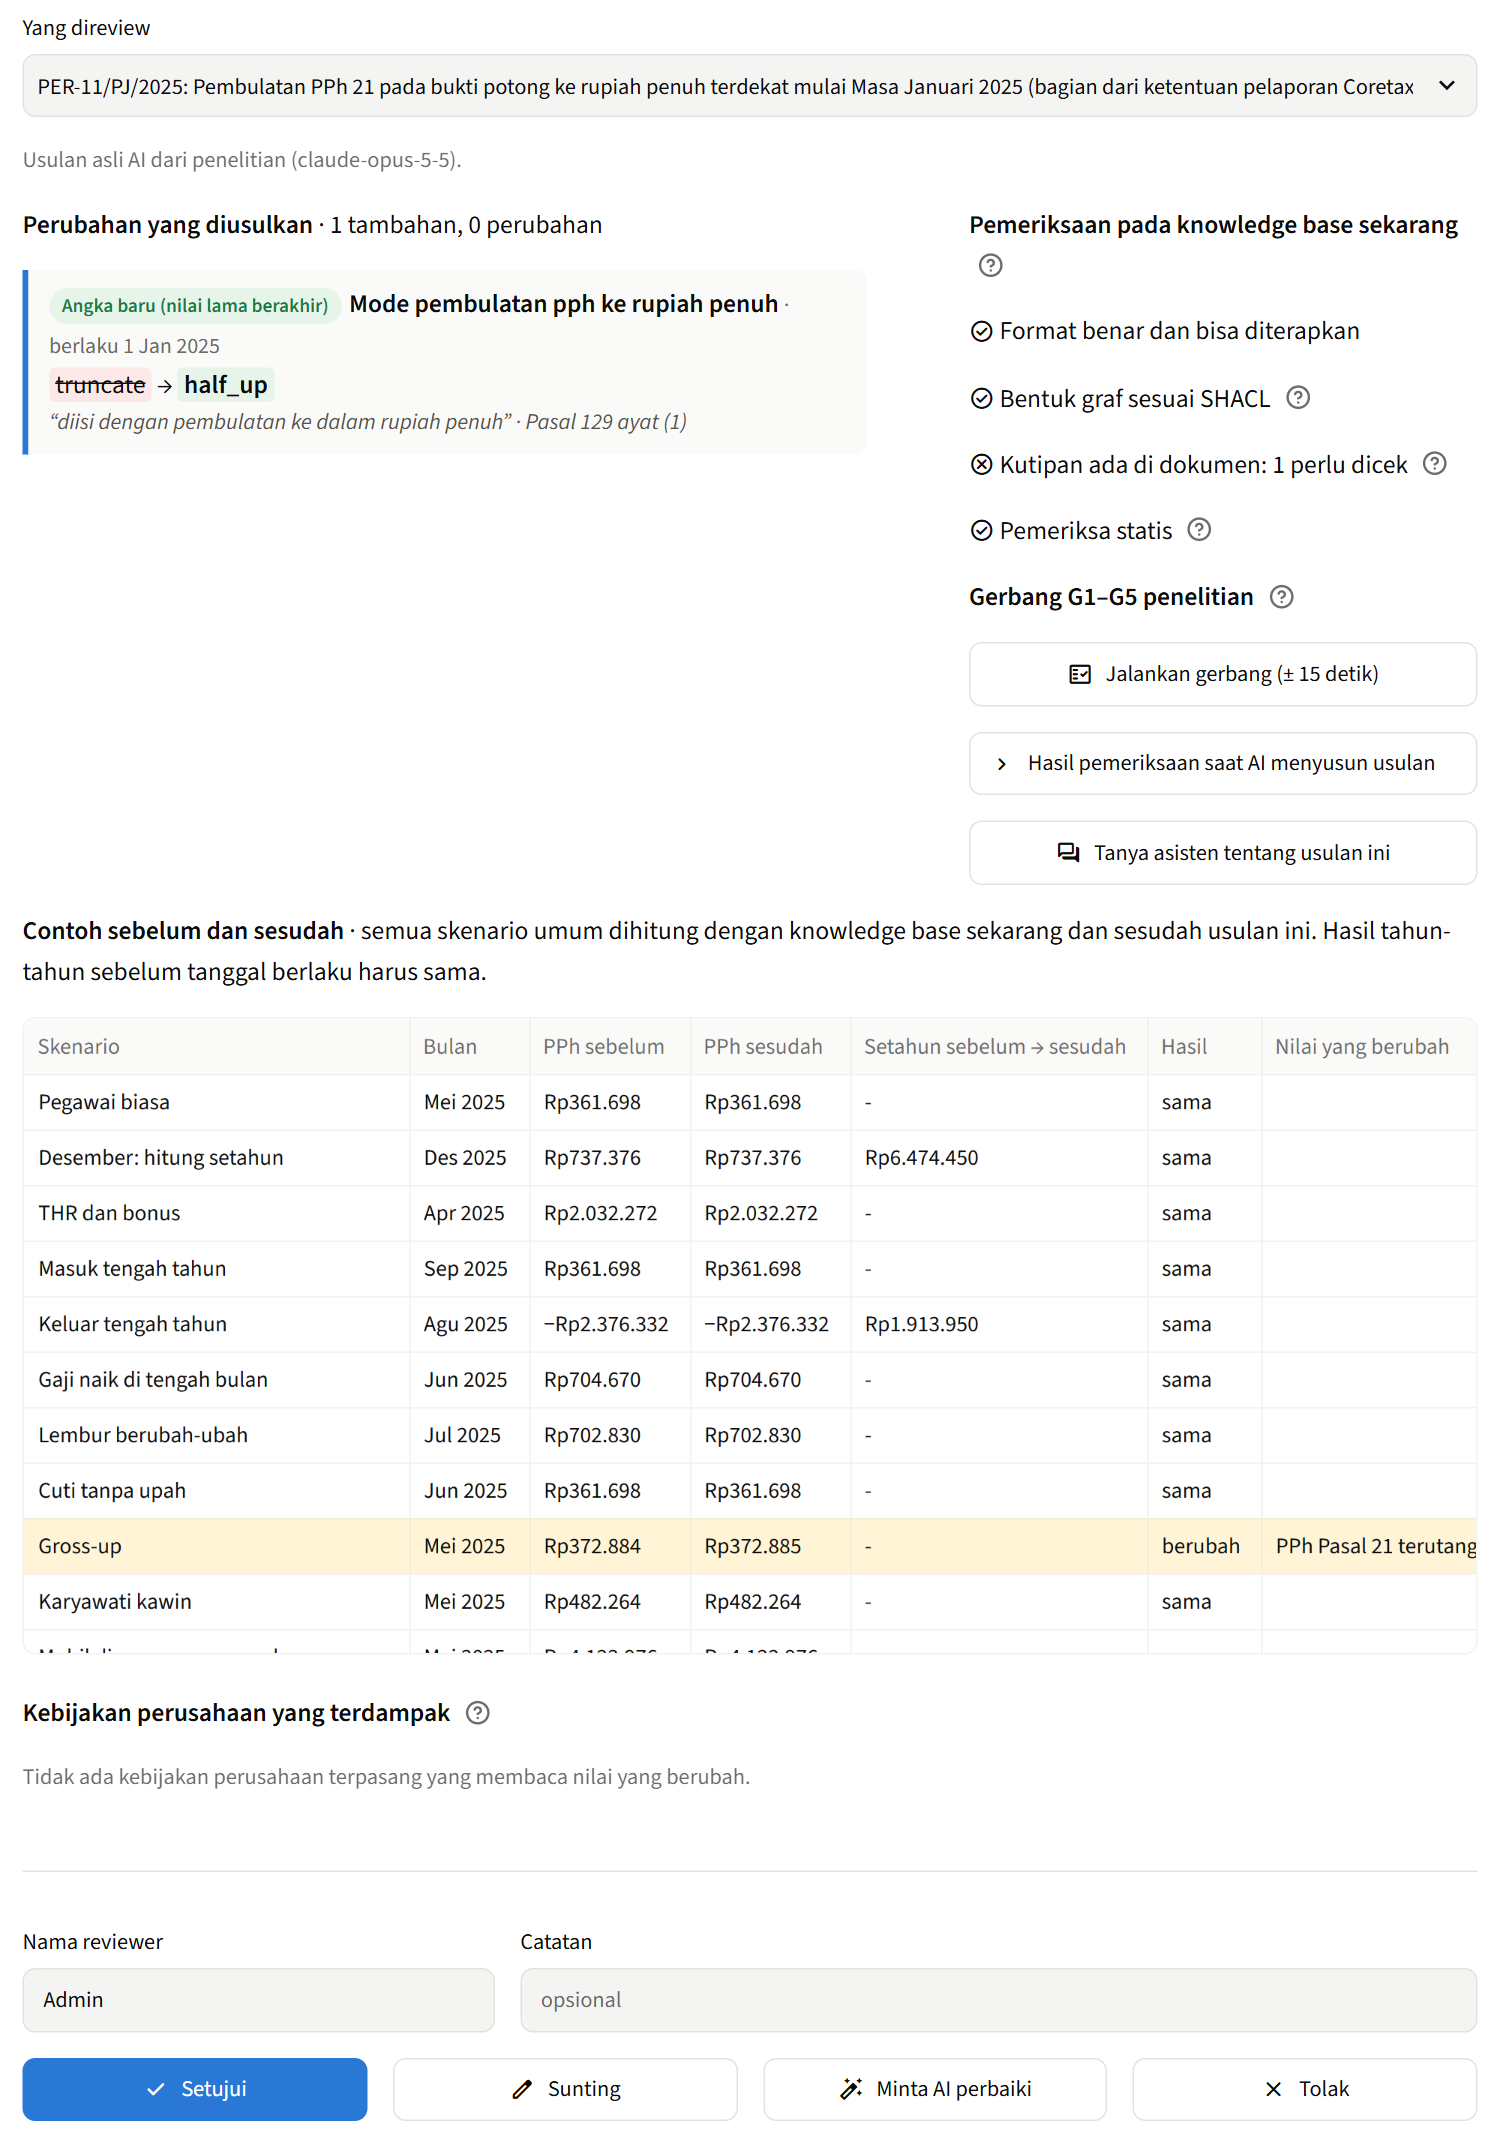 Yang direview
PER-11/PJ/2025: Pembulatan PPh 21 pada bukti potong ke rupiah penuh terdekat mulai Masa Januari 2025 (bagian dari ketentuan pelaporan Coretax
Usulan asli AI dari penelitian (claude-opus-5-5).
Perubahan yang diusulkan · 1 tambahan, 0 perubahan
Angka baru (nilai lama berakhir) Mode pembulatan pph ke rupiah penuh ·
berlaku 1 Jan 2025
truncate → half_up
“diisi dengan pembulatan ke dalam rupiah penuh” · Pasal 129 ayat (1)
Pemeriksaan pada knowledge base sekarang
Format benar dan bisa diterapkan
Bentuk graf sesuai SHACL
Kutipan ada di dokumen: 1 perlu dicek
Pemeriksa statis
Gerbang G1–G5 penelitian
Jalankan gerbang (± 15 detik)
Hasil pemeriksaan saat AI menyusun usulan
Tanya asisten tentang usulan ini
Contoh sebelum dan sesudah · semua skenario umum dihitung dengan knowledge base sekarang dan sesudah usulan ini. Hasil tahun-
tahun sebelum tanggal berlaku harus sama.
Skenario Bulan PPh sebelum PPh sesudah Setahun sebelum → sesudah Hasil Nilai yang berubah
Pegawai biasa Mei 2025 Rp361.698 Rp361.698 - sama
Desember: hitung setahun Des 2025 Rp737.376 Rp737.376 Rp6.474.450 sama
THR dan bonus Apr 2025 Rp2.032.272 Rp2.032.272 - sama
Masuk tengah tahun Sep 2025 Rp361.698 Rp361.698 - sama
Keluar tengah tahun Agu 2025 −Rp2.376.332 −Rp2.376.332 Rp1.913.950 sama
Gaji naik di tengah bulan Jun 2025 Rp704.670 Rp704.670 - sama
Lembur berubah-ubah Jul 2025 Rp702.830 Rp702.830 - sama
Cuti tanpa upah Jun 2025 Rp361.698 Rp361.698 - sama
Gross-up Mei 2025 Rp372.884 Rp372.885 - berubah PPh Pasal 21 terutang
Karyawati kawin Mei 2025 Rp482.264 Rp482.264 - sama
Kebijakan perusahaan yang terdampak
Tidak ada kebijakan perusahaan terpasang yang membaca nilai yang berubah.
Nama reviewer Catatan
Admin opsional
Setujui Sunting Minta AI perbaiki Tolak